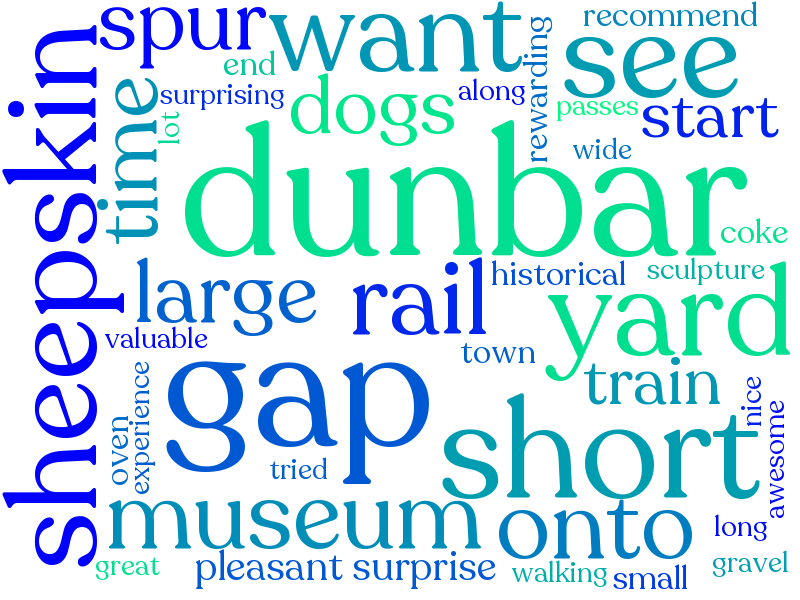 spur
want
recommend
see
end
rewarding
sheepskin
time
surprising
dogs
along
passes
start
lot
wide
dunbar
coke
large
rail
historical
sculpture
yard
valuable
town
train
gap
oven
experience
nice
awesome
short
tried
museum
onto
long
great
pleasant surprise
walking
small
gravel